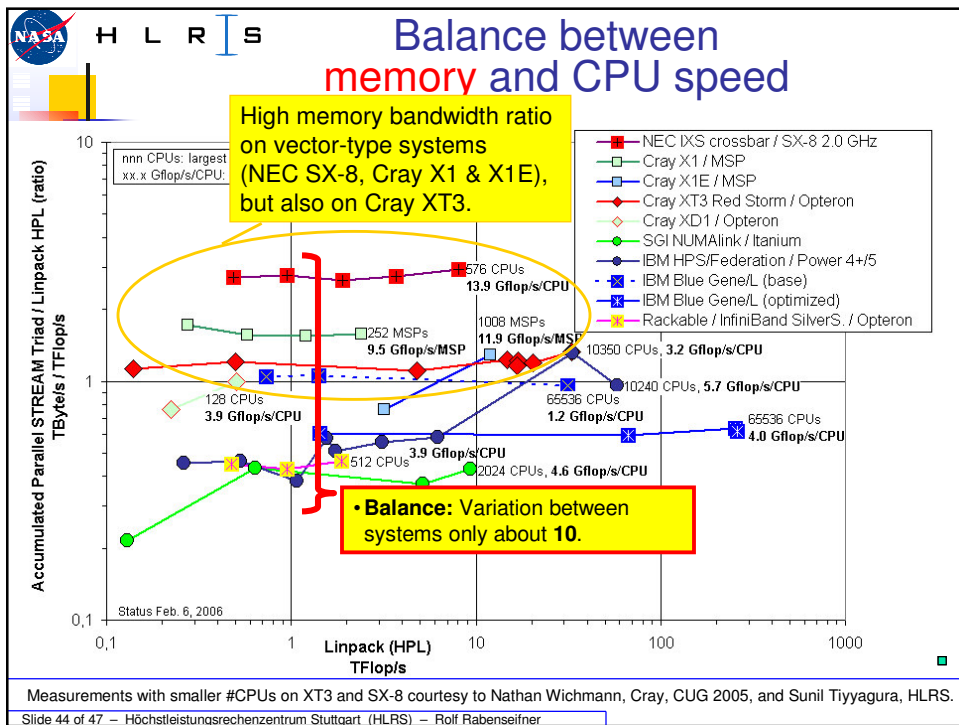 NASA
H L R I S
Balance between
memory and CPU speed
High memory bandwidth ratio
on vector-type systems
(NEC SX-8, Cray X1 & X1E),
but also on Cray XT3.
nnn CPUs: largest
xx.x Gflop/s/CPU:
NEC IXS crossbar / SX-8 2.0 GHz
Cray X1 / MSP
Cray X1E / MSP
Cray XT3 Red Storm / Opteron
Cray XD1 / Opteron
SGI NUMAlink / Itanium
IBM HPS/Federation / Power 4+/5
IBM Blue Gene/L (base)
IBM Blue Gene/L (optimized)
Rackable / InfiniBand SilverS. / Opteron
Accumulated Parallel STREAM Triad / Linpack HPL (ratio)
TByte/s / TFlop/s
10
1
0,1
576 CPUs
13.9 Gflop/s/CPU
252 MSPs
9.5 Gflop/s/MSP
1008 MSPs
11.9 Gflop/s/MSP
10350 CPUs, 3.2 Gflop/s/CPU
10240 CPUs, 5.7 Gflop/s/CPU
128 CPUs
3.9 Gflop/s/CPU
65536 CPUs
1.2 Gflop/s/CPU
65536 CPUs
4.0 Gflop/s/CPU
3.9 Gflop/s/CPU
512 CPUs
2024 CPUs, 4.6 Gflop/s/CPU
• Balance: Variation between
systems only about 10.
Status Feb. 6, 2006
0,1
1
10
100
1000
Linpack (HPL)
TFlop/s
Measurements with smaller #CPUs on XT3 and SX-8 courtesy to Nathan Wichmann, Cray, CUG 2005, and Sunil Tiyyagura, HLRS.
Slide 44 of 47 – Höchstleistungsrechenzentrum Stuttgart (HLRS) – Rolf Rabenseifner